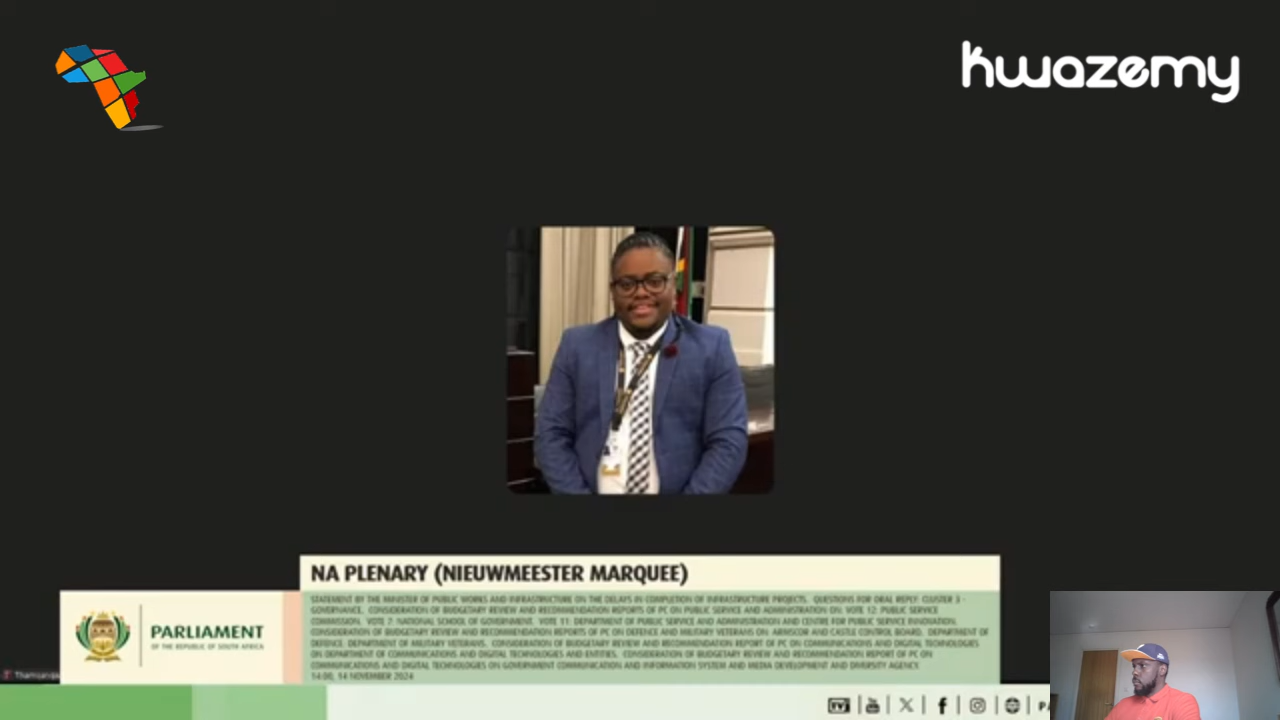 kwazemy
NA PLENARY (NIEUWMEESTER MARQUEE)
STATEMENT BY THE MINISTER OF PUBLIC WORKS AND INFRASTRUCTURE ON THE DELAYS IN COMPLETION OF INFRASTRUCTURE PROJECTS. QUESTIONS FOR ORAL REPLY: CLUSTER 3 -
GOVERNANCE. CONSIDERATION OF BUDGETARY REVIEW AND RECOMMENDATION REPORTS OF PC ON PUBLIC SERVICE AND ADMINISTRATION ON: VOTE 12: PUBLIC SERVICE
COMMISSION. VOTE 7: NATIONAL SCHOOL OF GOVERNMENT. VOTE 11: DEPARTMENT OF PUBLIC SERVICE AND ADMINISTRATION AND CENTRE FOR PUBLIC SERVICE INNOVATION.
CONSIDERATION OF BUDGETARY REVIEW AND RECOMMENDATION REPORTS OF PC ON DEFENCE AND MILITARY VETERANS ON: ARMSCOR AND CASTLE CONTROL BOARD. DEPARTMENT OF
DEFENCE. DEPARTMENT OF MILITARY VETERANS. CONSIDERATION OF BUDGETARY REVIEW AND RECOMMENDATION REPORT OF PC ON COMMUNICATIONS AND DIGITAL TECHNOLOGIES
ON DEPARTMENT OF COMMUNICATIONS AND DIGITAL TECHNOLOGIES AND ENTITIES. CONSIDERATION OF BUDGETARY REVIEW AND RECOMMENDATION REPORT OF PC ON
COMMUNICATIONS AND DIGITAL TECHNOLOGIES ON GOVERNMENT COMMUNICATION AND INFORMATION SYSTEM AND MEDIA DEVELOPMENT AND DIVERSITY AGENCY.
14:00, 14 NOVEMBER 2024
PARLIAMENT
OF THE REPUBLIC OF SOUTH AFRICA